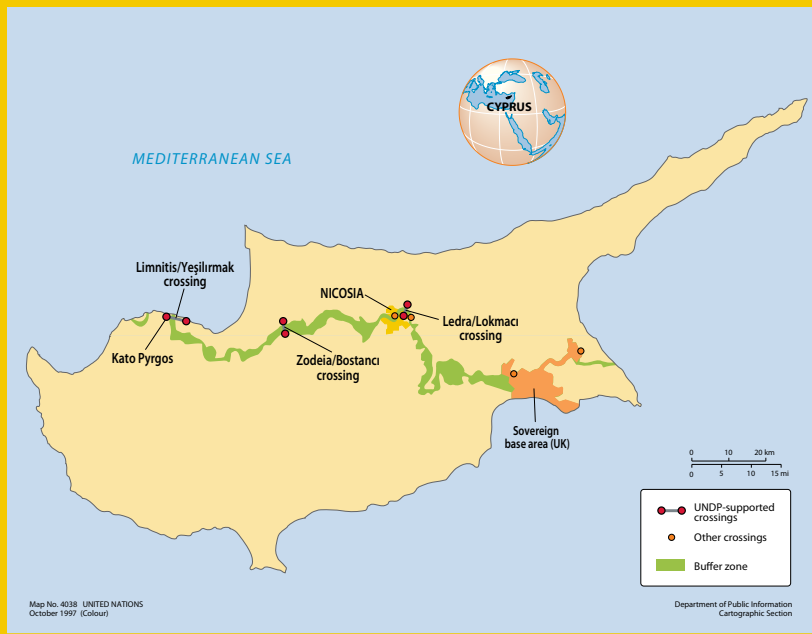 CYPRUS
MEDITERRANEAN SEA
Limnitis/Yeşilırmak
crossing
NICOSIA
Ledra/Lokmacı
crossing
Kato Pyrgos
Zodeia/Bostancı
crossing
Sovereign
base area (UK)
0 10 20 km
0 5 10 15 mi
UNDP-supported
crossings
Other crossings
Buffer zone
Map No. 4038 UNITED NATIONS
October 1997 (Colour)
Department of Public Information
Cartographic Section